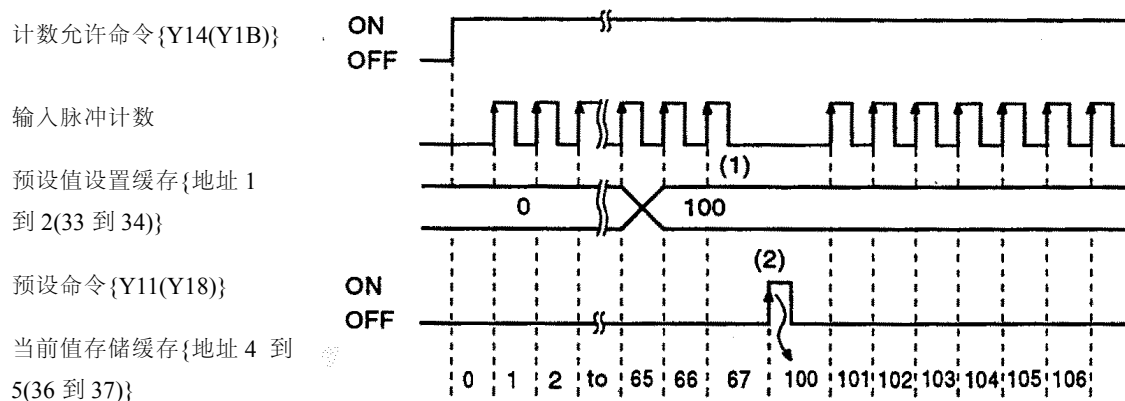 计数允许命令{Y14(Y1B)}
ON
OFF
输入脉冲计数
(1)
预设值设置缓存{地址 1
到 2(33 到 34)}
0
100
(2)
预设命令{Y11(Y18)}
ON
OFF
当前值存储缓存{地址 4 到
5(36 到 37)}
0 1 2 to 65 66 67 100 101 102 103 104 105 106